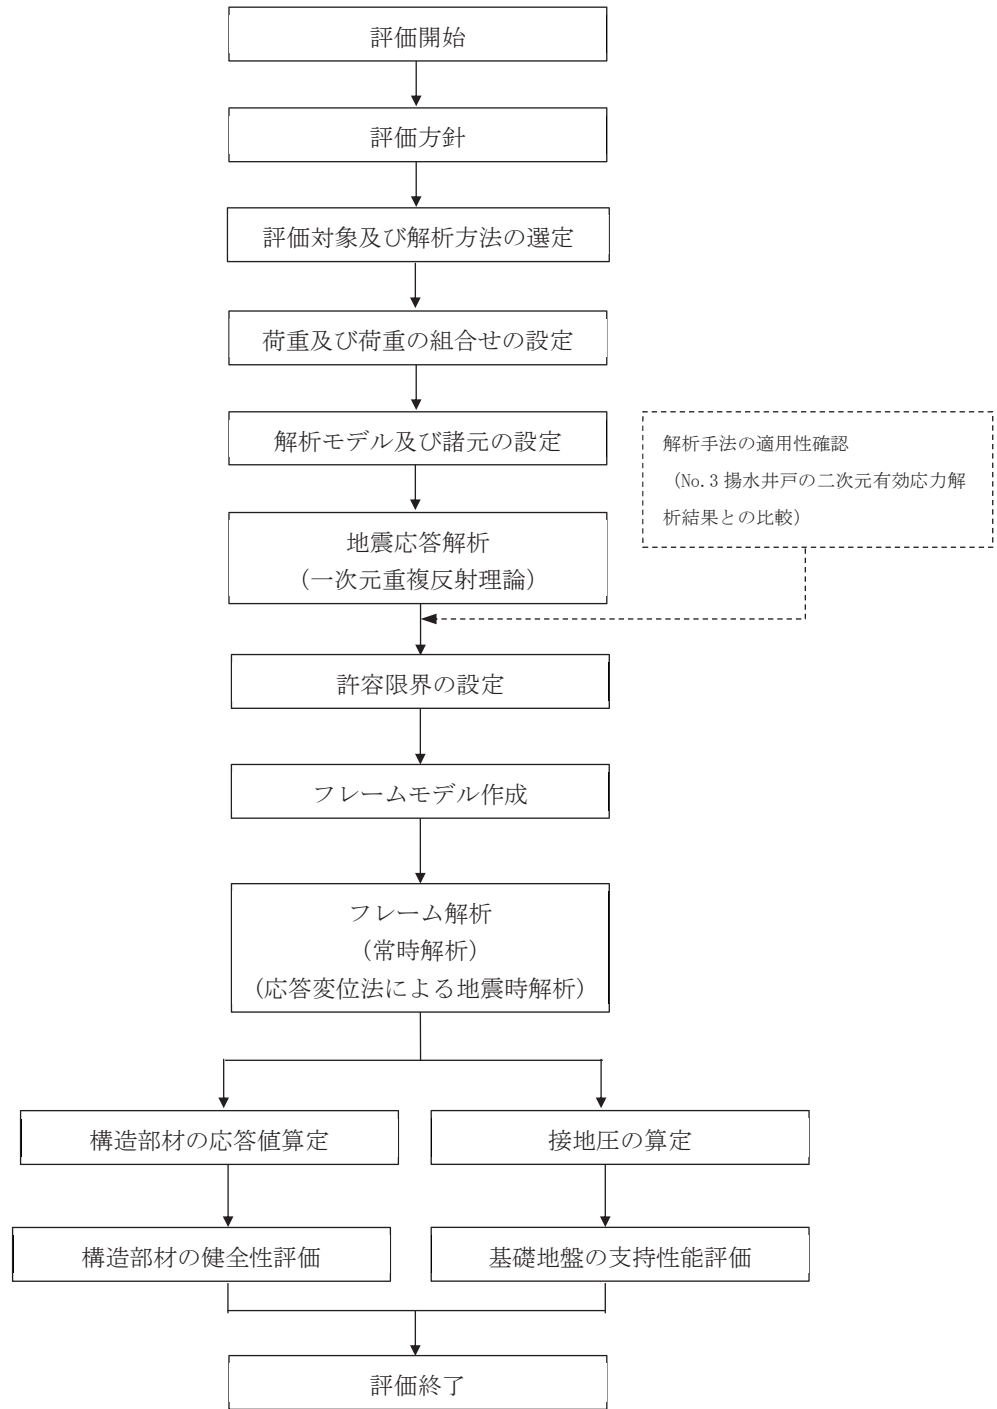 評価開始
評価方針
評価対象及び解析方法の選定
荷重及び荷重の組合せの設定
解析モデル及び諸元の設定
解析手法の適用性確認
（No.3 揚水井戸の二次元有効応力解
析結果との比較）
地震応答解析
（一次元重複反射理論）
許容限界の設定
フレームモデル作成
フレーム解析
（常時解析）
（応答変位法による地震時解析）
構造部材の応答値算定
接地圧の算定
構造部材の健全性評価
基礎地盤の支持性能評価
評価終了